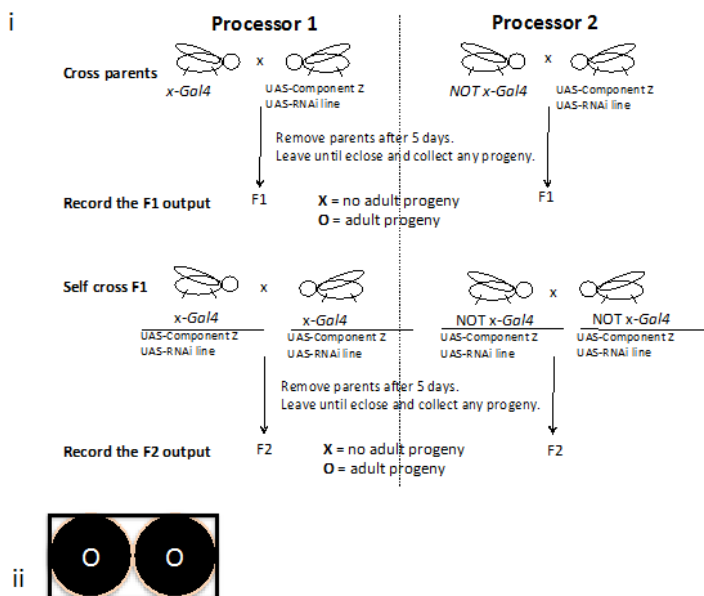 i
Processor 1
Processor 2
Cross parents
x
x
x-Gal4
UAS-Component Z
UAS-RNAi line
NOT x-Gal4
UAS-Component Z
UAS-RNAi line
Remove parents after 5 days.
Leave until eclose and collect any progeny.
Record the F1 output
F1
X = no adult progeny
O = adult progeny
F1
Self cross F1
x
x
x-Gal4
UAS-Component Z
UAS-RNAi line
x-Gal4
UAS-Component Z
UAS-RNAi line
NOT x-Gal4
UAS-Component Z
UAS-RNAi line
NOT x-Gal4
UAS-Component Z
UAS-RNAi line
Remove parents after 5 days.
Leave until eclose and collect any progeny.
Record the F2 output
F2
X = no adult progeny
O = adult progeny
F2
ii
O O